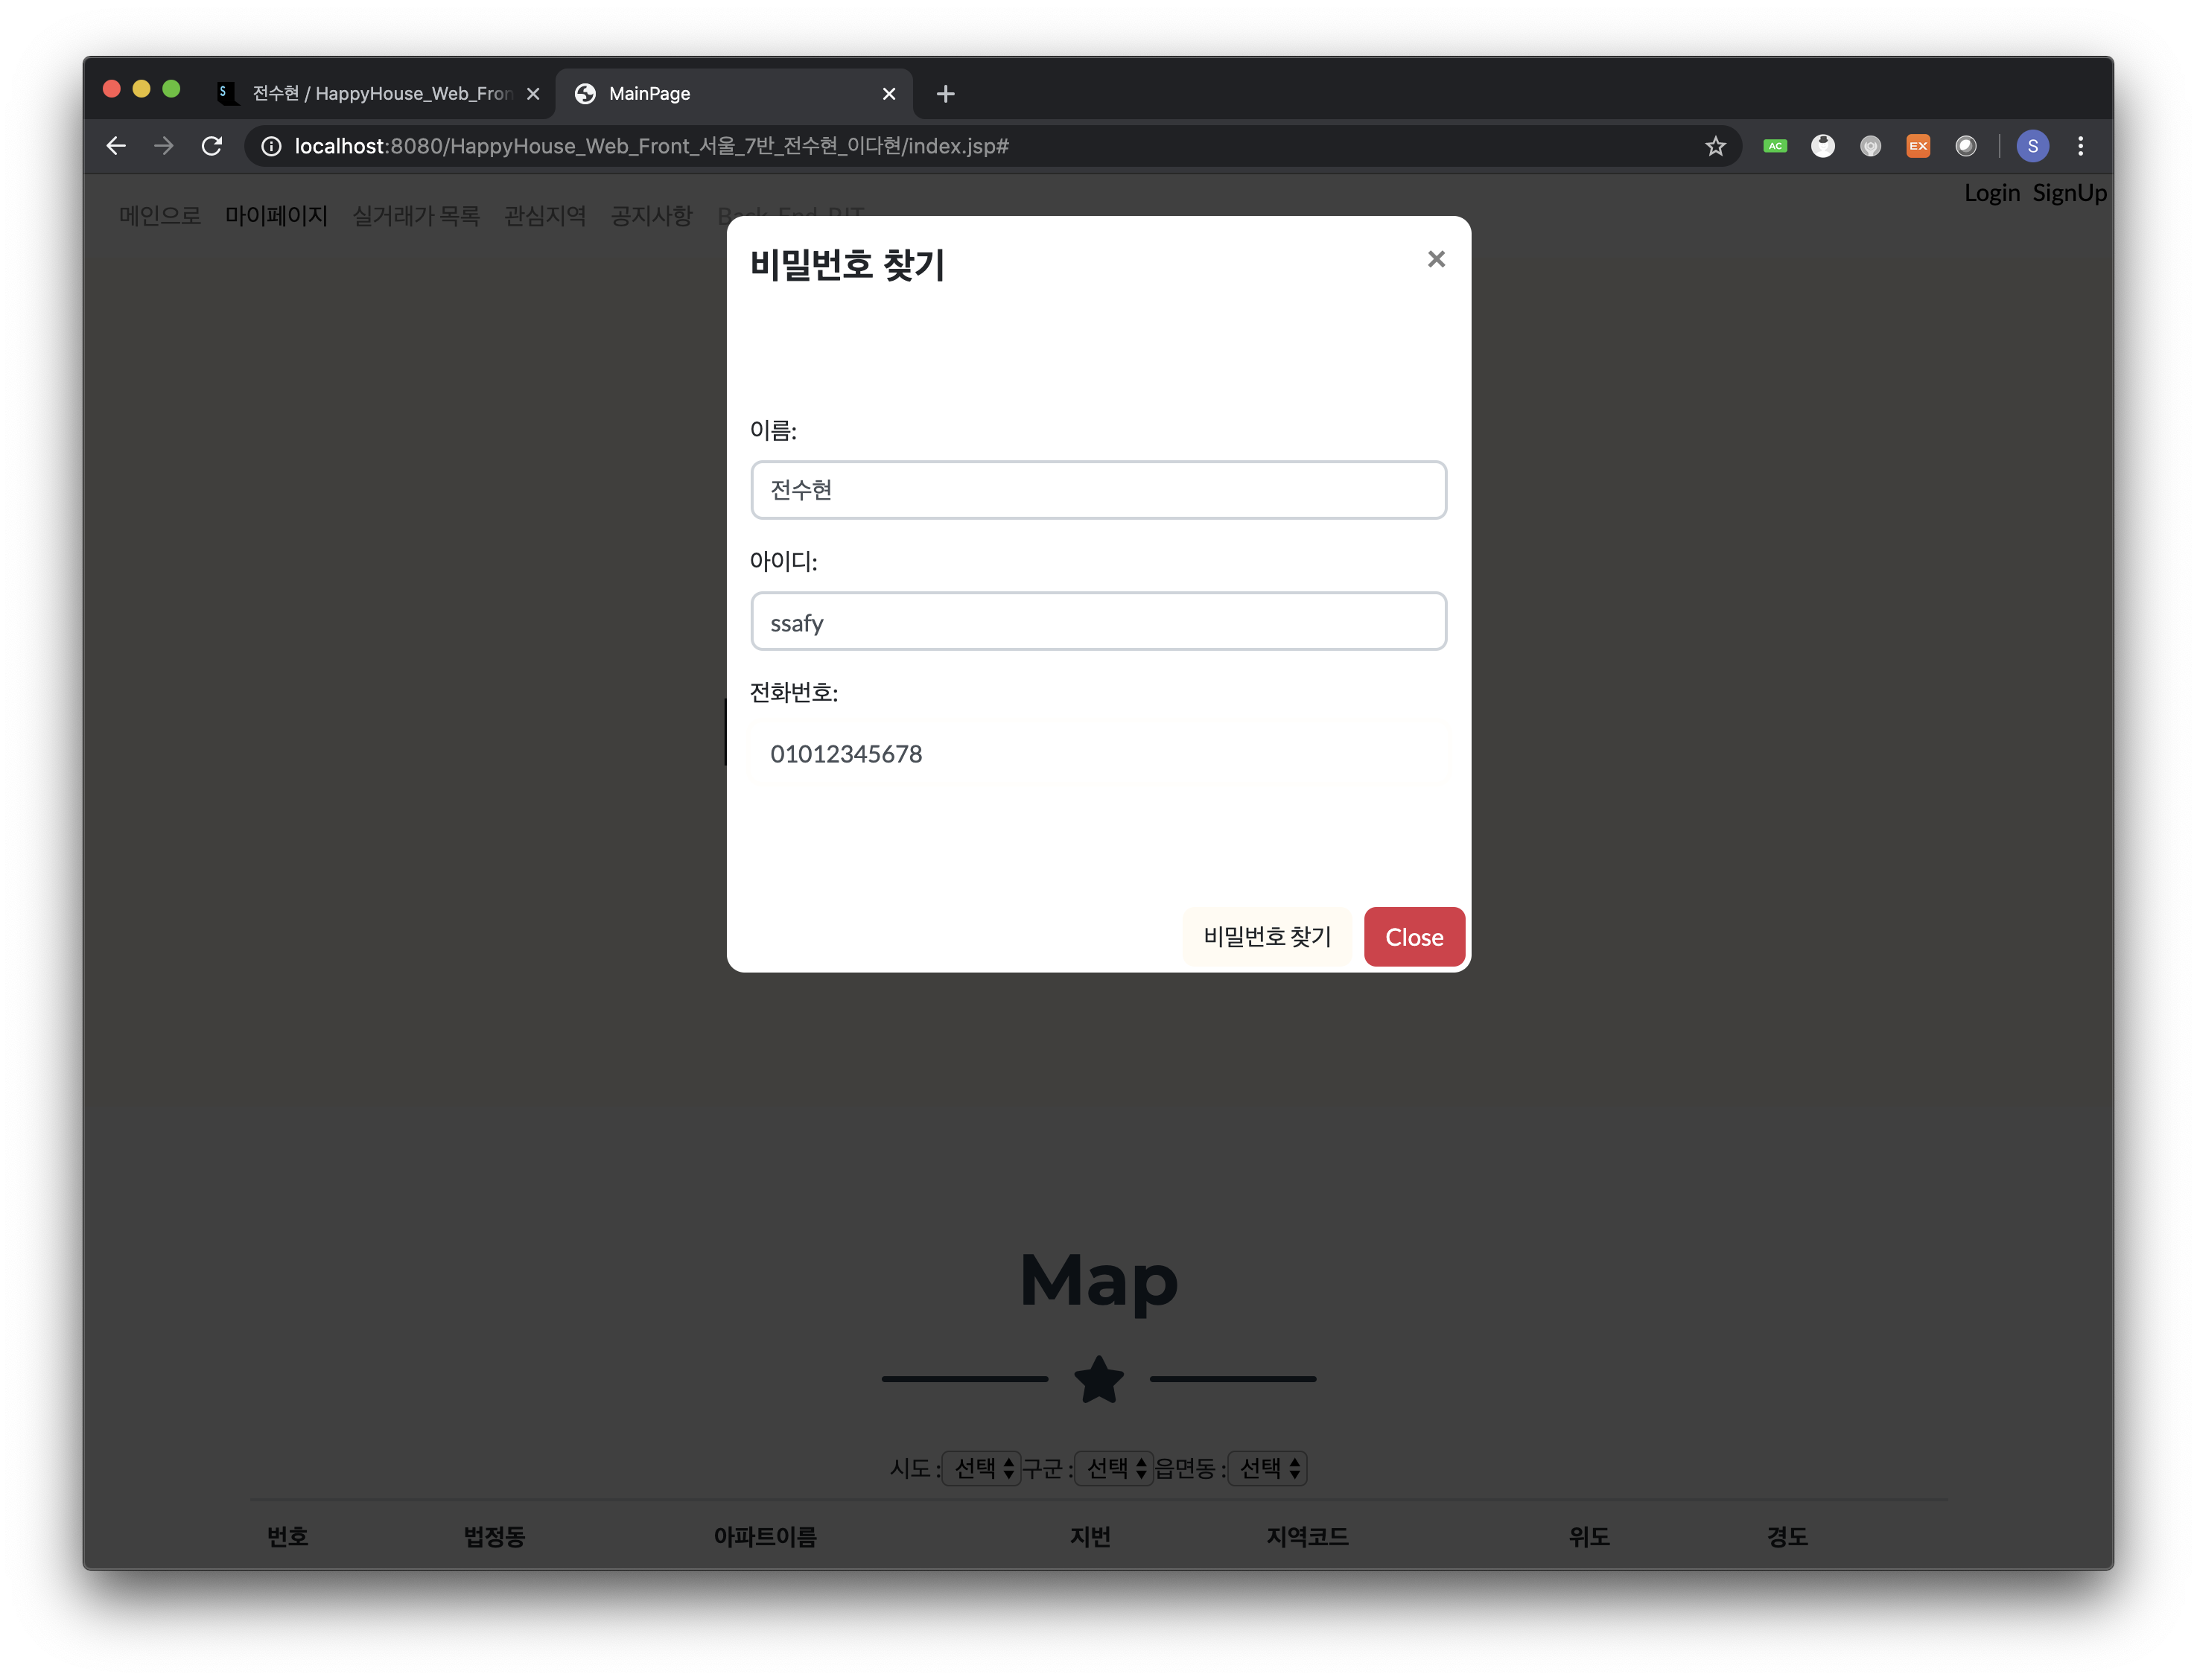 전수현 / HappyHouse_Web_Fron
MainPage
localhost:8080/HappyHouse_Web_Front_서울_7반_전수현_이다현/index.jsp#
AC
EX
S
Login SignUp
메인으로 마이페이지 실거래가 목록 관심지역 공지사항 Back-End PJT
비밀번호 찾기
이름:
전수현
아이디:
ssafy
전화번호:
01012345678
비밀번호 찾기 Close
Map
시도 : 선택 구군 : 선택 읍면동 : 선택
번호 법정동 아파트이름 지번 지역코드 위도 경도